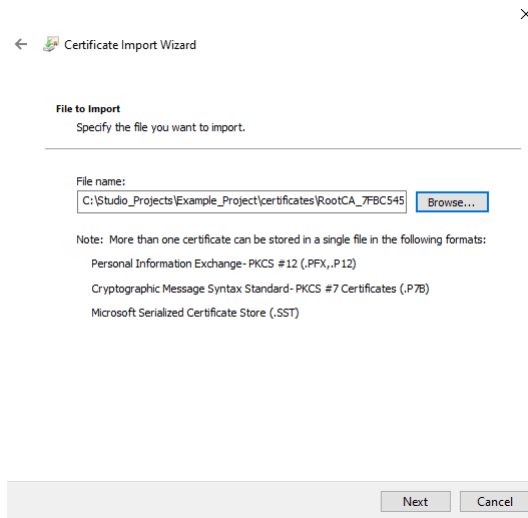 Certificate Import Wizard
File to Import
Specify the file you want to import.
File name:
C:\Studio_Projects\Example_Project\certificates\RootCA_7FBC545
Browse...
Note: More than one certificate can be stored in a single file in the following formats:
Personal Information Exchange- PKCS #12 (.PFX,.P12)
Cryptographic Message Syntax Standard- PKCS #7 Certificates (.P7B)
Microsoft Serialized Certificate Store (.SST)
Next
Cancel